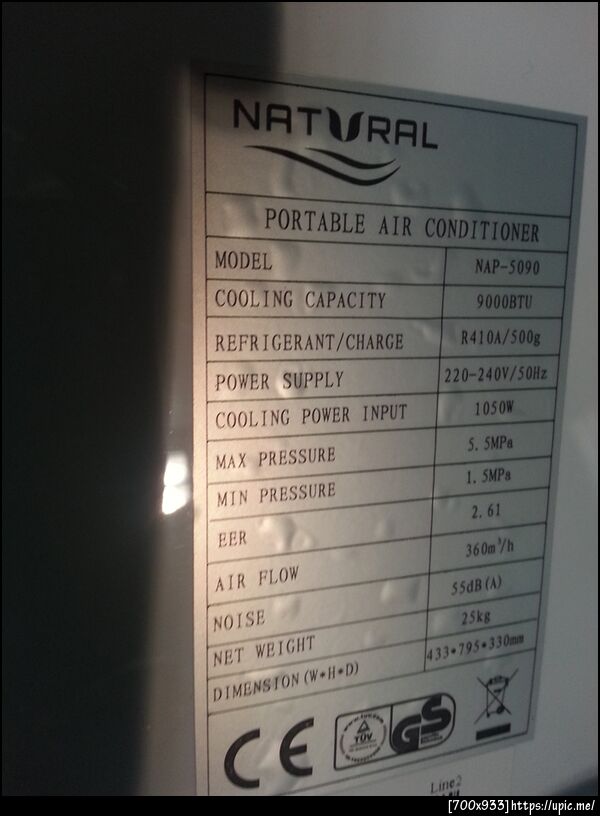 NATURAL
PORTABLE AIR CONDITIONER
MODEL NAP-5090
COOLING CAPACITY 9000BTU
REFRIGERANT/CHARGE R410A/500g
POWER SUPPLY 220-240V/50Hz
COOLING POWER INPUT 1050W
MAX PRESSURE 5.5MPa
MIN PRESSURE 1.5MPa
EER 2.61
AIR FLOW 360m³/h
NOISE 55dB(A)
NET WEIGHT 25kg
DIMENSION(W*H*D) 433*795*330mm
CE TÜV GS
Line2
[700x933]https://upic.me/